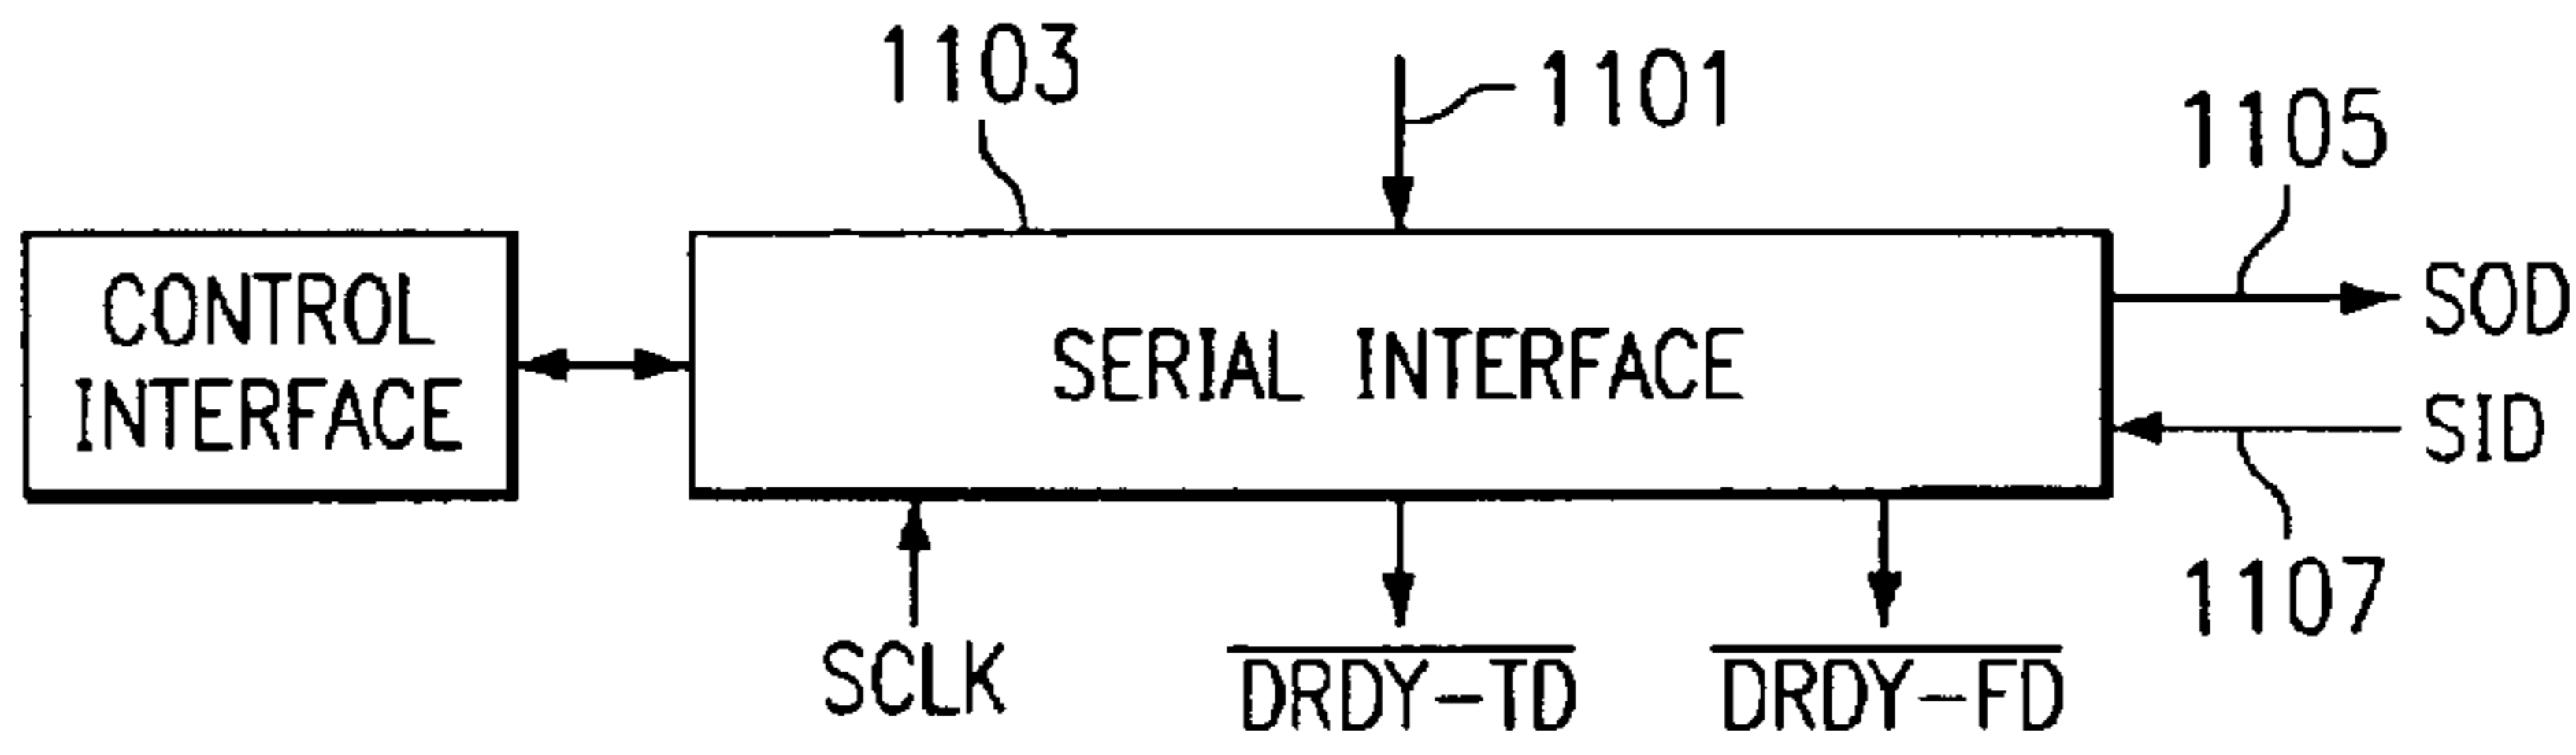 1103
1101
1105
CONTROL
INTERFACE
SERIAL INTERFACE
SOD
SID
1107
SCLK
DRDY-TD
DRDY-FD